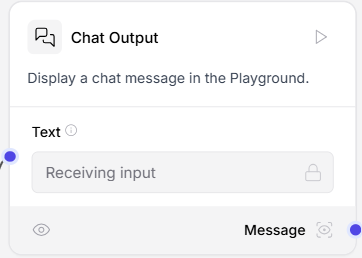 Chat Output
Display a chat message in the Playground.
Text
Receiving input
Message